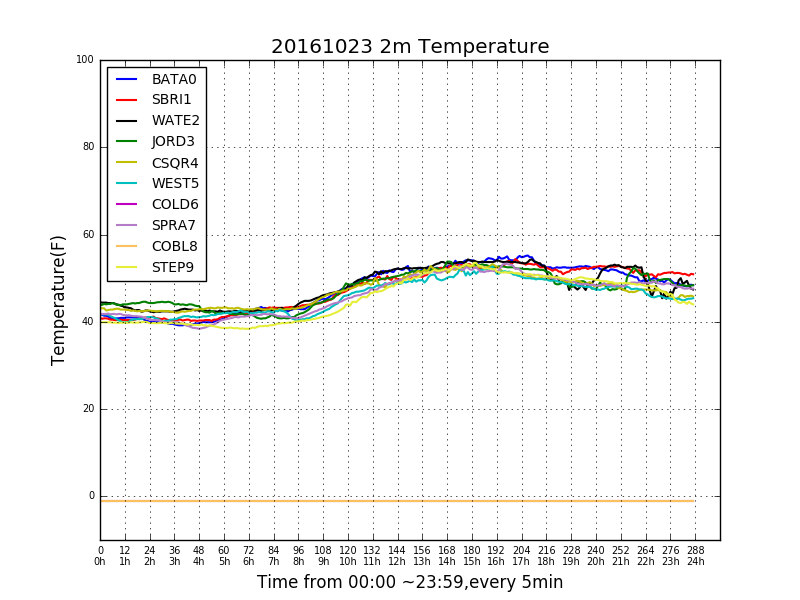 20161023 2m Temperature
100
80
60
40
20
0
Temperature(F)
BATA0
SBRI1
WATE2
JORD3
CSQR4
WEST5
COLD6
SPRA7
COBL8
STEP9
0 12 24 36 48 60 72 84 96 108 120 132 144 156 168 180 192 204 216 228 240 252 264 276 288
0h 1h 2h 3h 4h 5h 6h 7h 8h 9h 10h 11h 12h 13h 14h 15h 16h 17h 18h 19h 20h 21h 22h 23h 24h
Time from 00:00 ~23:59,every 5min